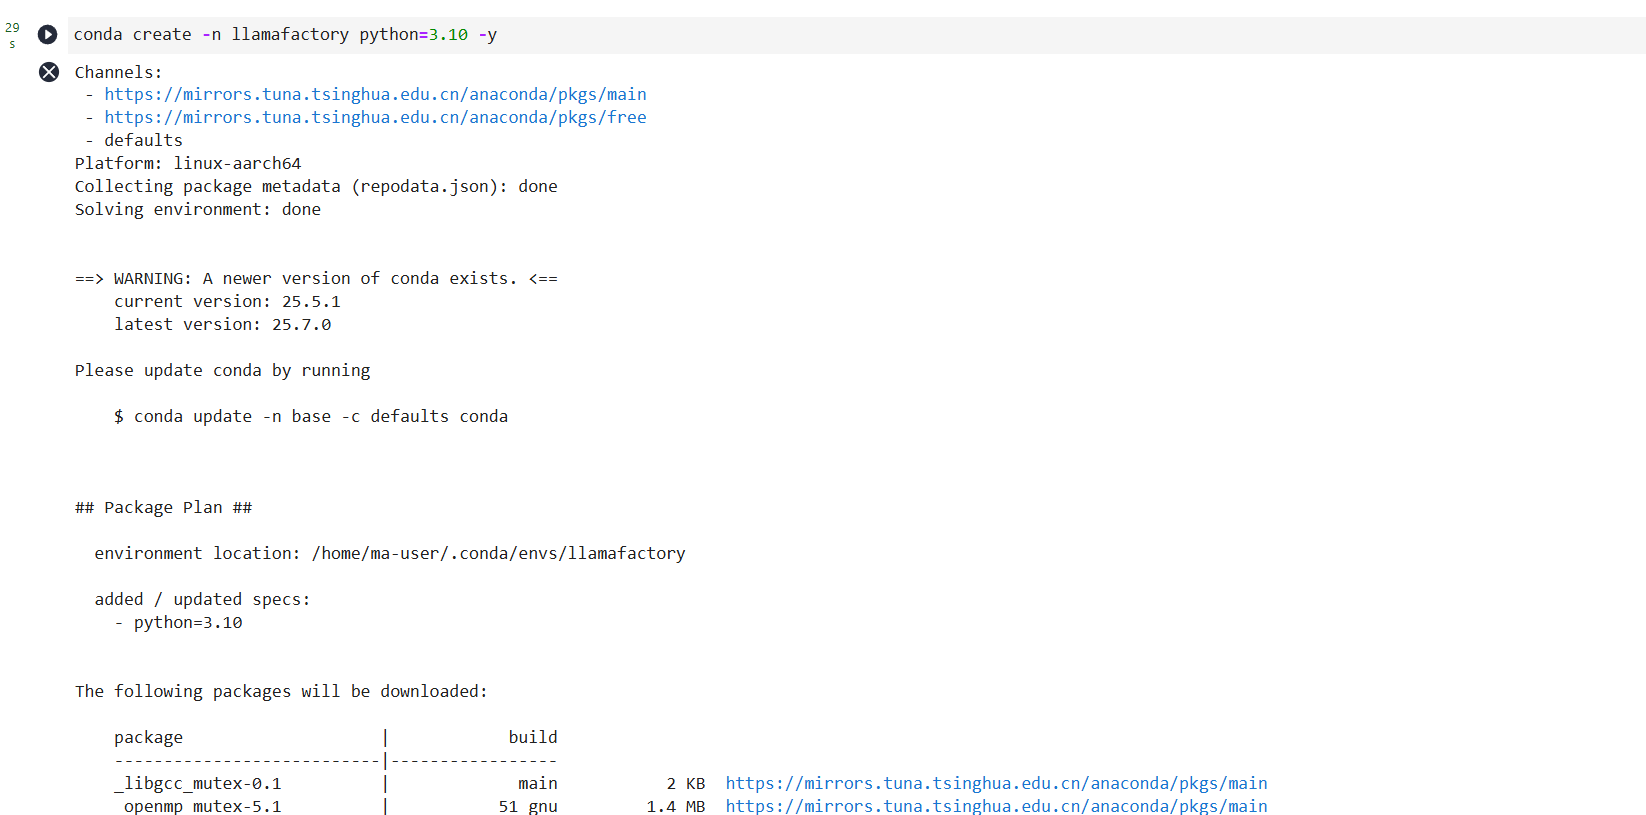 29
s
conda create -n llamafactory python=3.10 -y
Channels:
 - https://mirrors.tuna.tsinghua.edu.cn/anaconda/pkgs/main
 - https://mirrors.tuna.tsinghua.edu.cn/anaconda/pkgs/free
 - defaults
Platform: linux-aarch64
Collecting package metadata (repodata.json): done
Solving environment: done
==> WARNING: A newer version of conda exists. <==
    current version: 25.5.1
    latest version: 25.7.0
Please update conda by running
    $ conda update -n base -c defaults conda
## Package Plan ##
  environment location: /home/ma-user/.conda/envs/llamafactory
  added / updated specs:
    - python=3.10
The following packages will be downloaded:
    package                    |            build
    ---------------------------|-----------------
    _libgcc_mutex-0.1          |             main           2 KB  https://mirrors.tuna.tsinghua.edu.cn/anaconda/pkgs/main
    _openmp_mutex-5.1          |           51_gnu         1.4 MB  https://mirrors.tuna.tsinghua.edu.cn/anaconda/pkgs/main